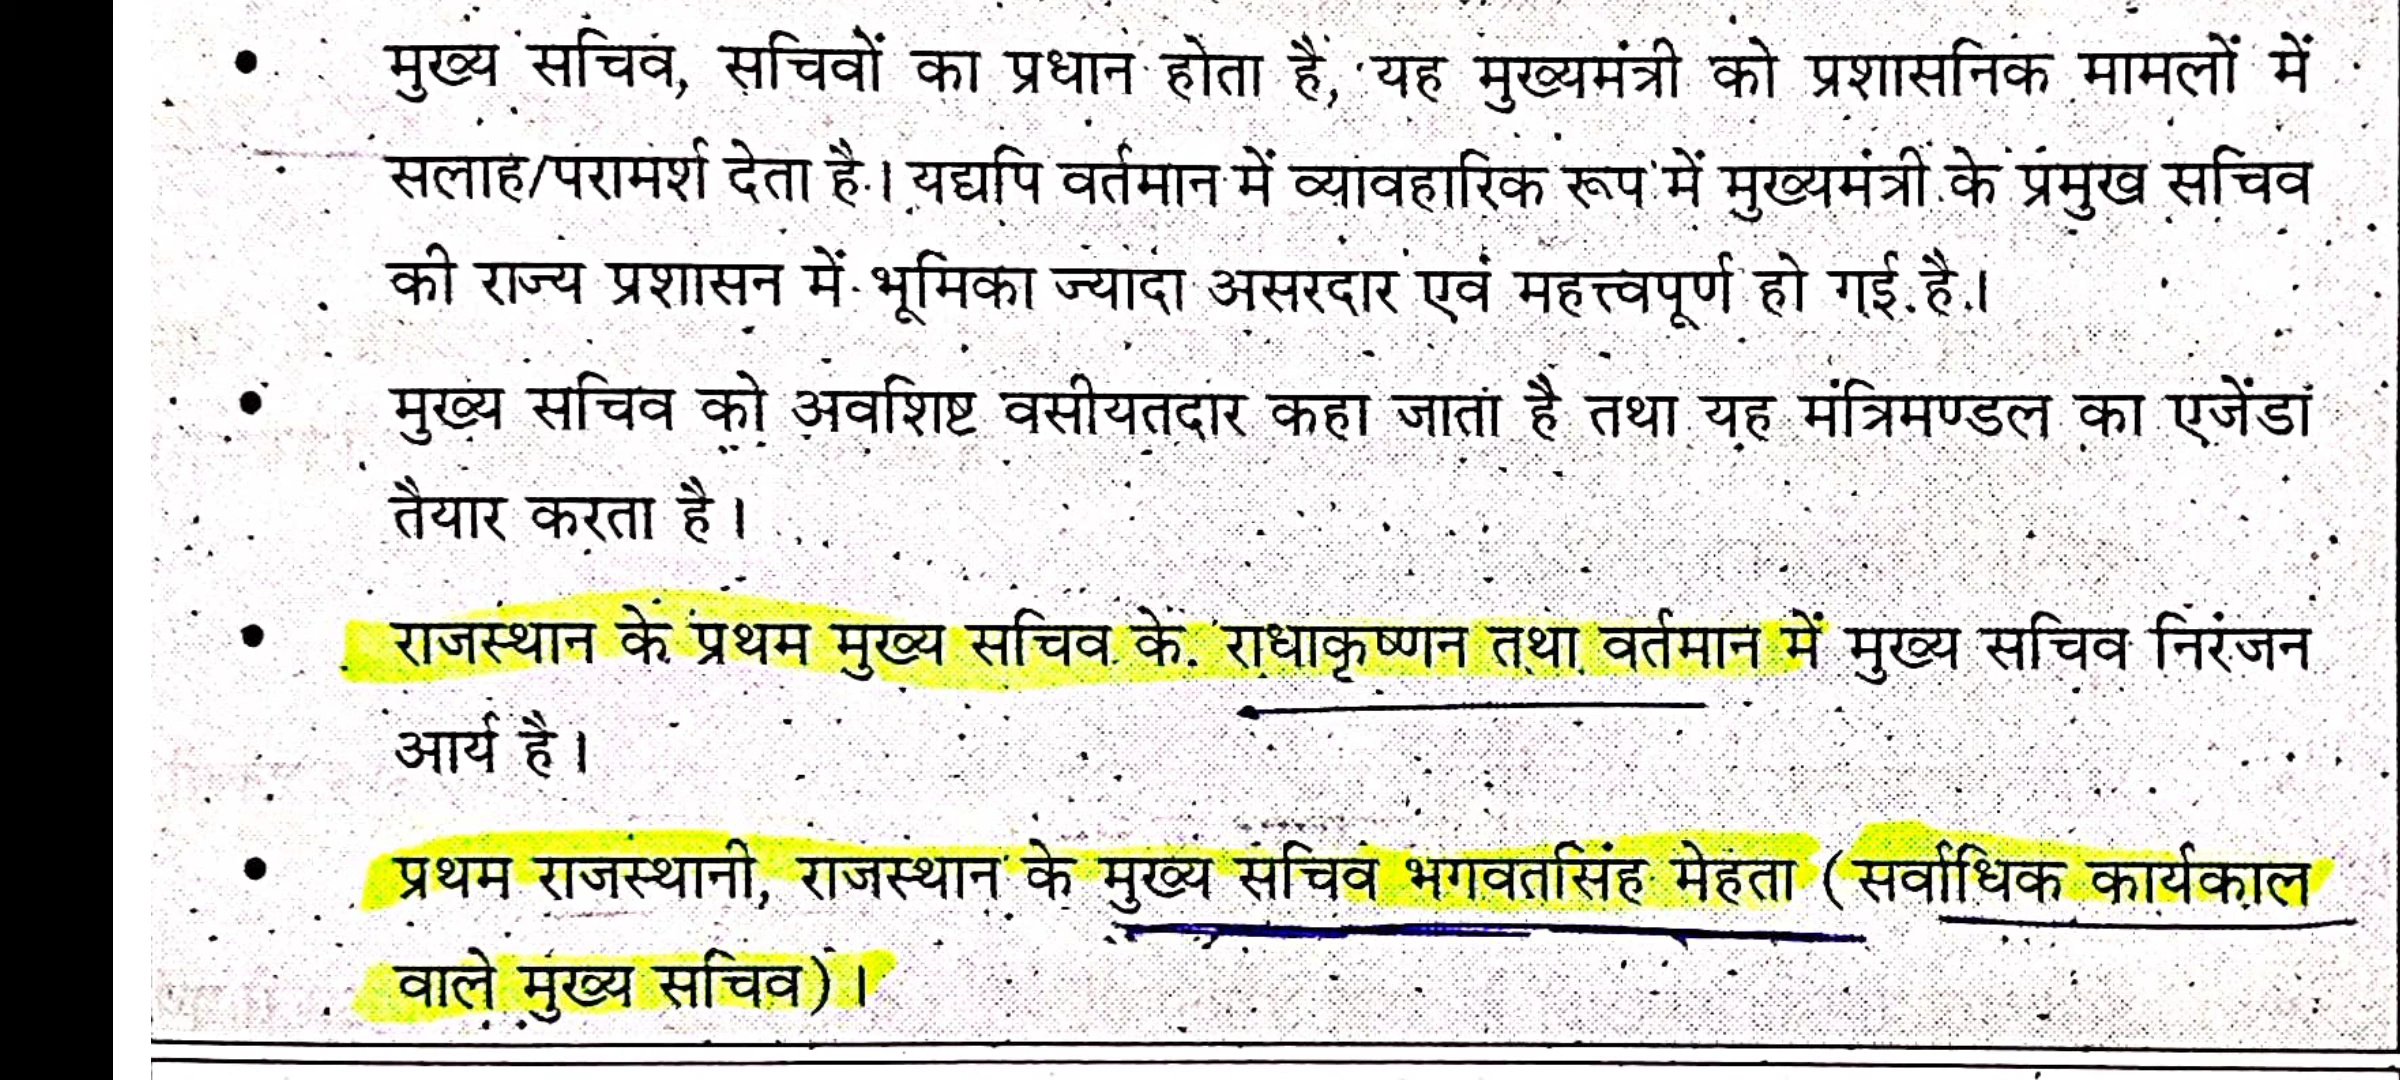 • मुख्य सचिव, सचिवों का प्रधान होता है, यह मुख्यमंत्री को प्रशासनिक मामलों में
सलाह/परामर्श देता है। यद्यपि वर्तमान में व्यावहारिक रूप में मुख्यमंत्री के प्रमुख सचिव
की राज्य प्रशासन में भूमिका ज्यादा असरदार एवं महत्त्वपूर्ण हो गई है।
• मुख्य सचिव को अवशिष्ट वसीयतदार कहा जाता है तथा यह मंत्रिमण्डल का एजेंडा
तैयार करता है।
• राजस्थान के प्रथम मुख्य सचिव के. राधाकृष्णन तथा वर्तमान में मुख्य सचिव निरंजन
आर्य है।
• प्रथम राजस्थानी, राजस्थान के मुख्य सचिव भगवतसिंह मेहता (सर्वाधिक कार्यकाल
वाले मुख्य सचिव)।